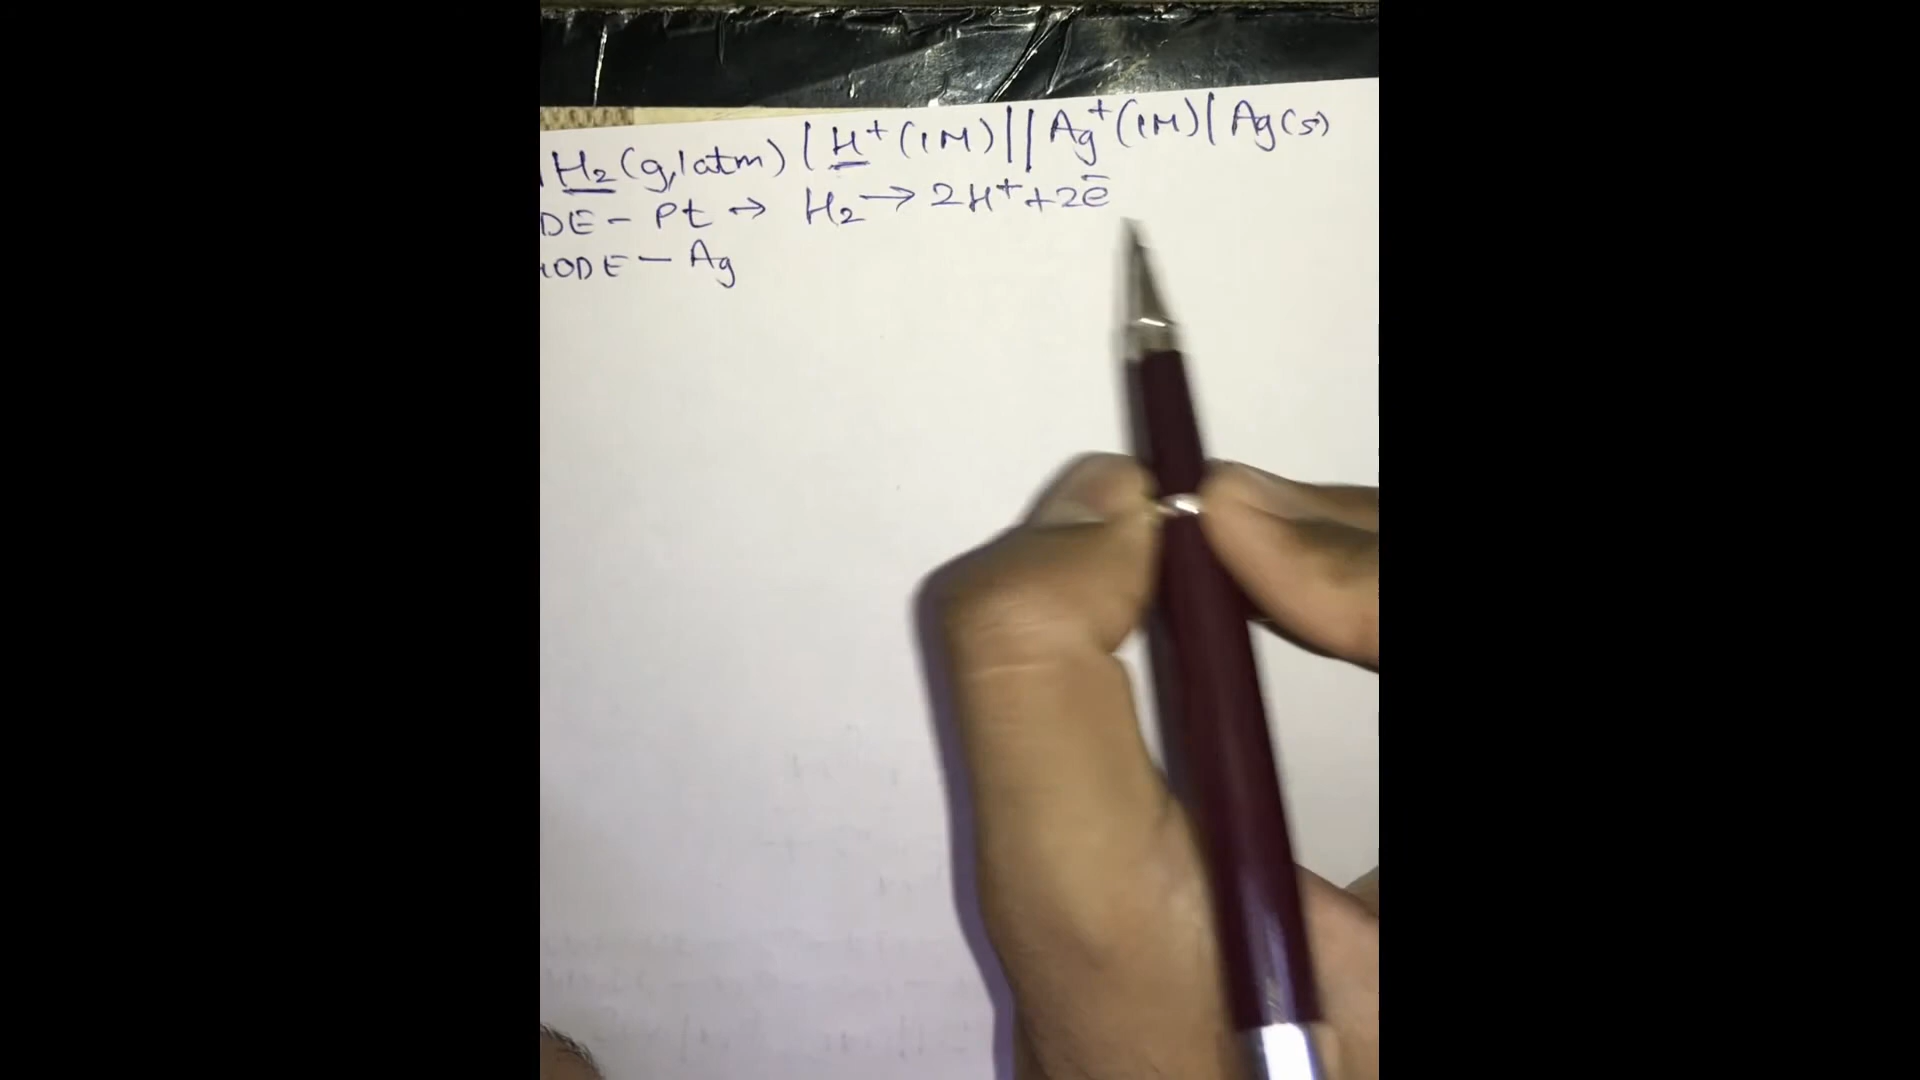 |H₂(g,1atm)|H⁺(1M)||Ag⁺(1M)|Ag(s)
DE - Pt → H₂ → 2H⁺+2e̅
ODE - Ag